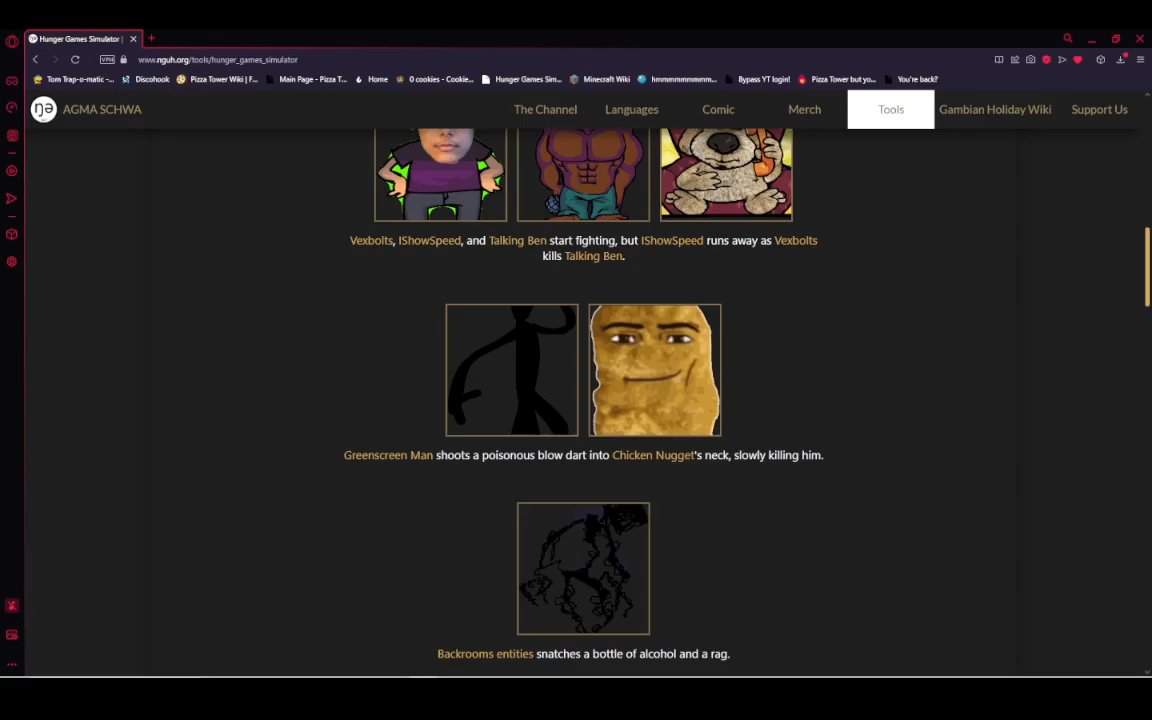 Hunger Games Simulator |
VPN
www.nguh.org/tools/hunger_games_simulator
Tom Trap-o-matic -... Discohook Pizza Tower Wiki | F... Main Page - Pizza T... Home 0 cookies - Cookie... Hunger Games Sim... Minecraft Wiki hmmmmmmmmm... Bypass YT login! Pizza Tower but yo... You're back?
ŋə AGMA SCHWA The Channel Languages Comic Merch Tools Gambian Holiday Wiki Support Us
Vexbolts, IShowSpeed, and Talking Ben start fighting, but IShowSpeed runs away as Vexbolts
kills Talking Ben.
Greenscreen Man shoots a poisonous blow dart into Chicken Nugget's neck, slowly killing him.
Backrooms entities snatches a bottle of alcohol and a rag.